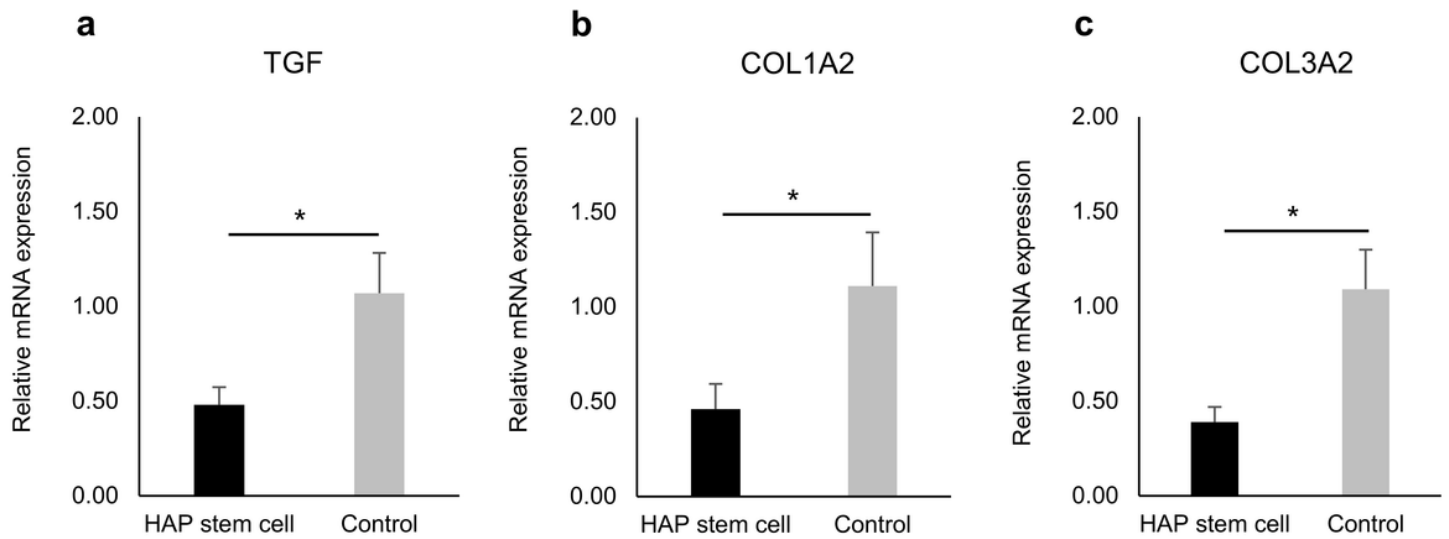 a
TGF
Relative mRNA expression
2.00
1.50
1.00
0.50
0.00
*
HAP stem cell Control
b
COL1A2
Relative mRNA expression
2.00
1.50
1.00
0.50
0.00
*
HAP stem cell Control
c
COL3A2
Relative mRNA expression
2.00
1.50
1.00
0.50
0.00
*
HAP stem cell Control